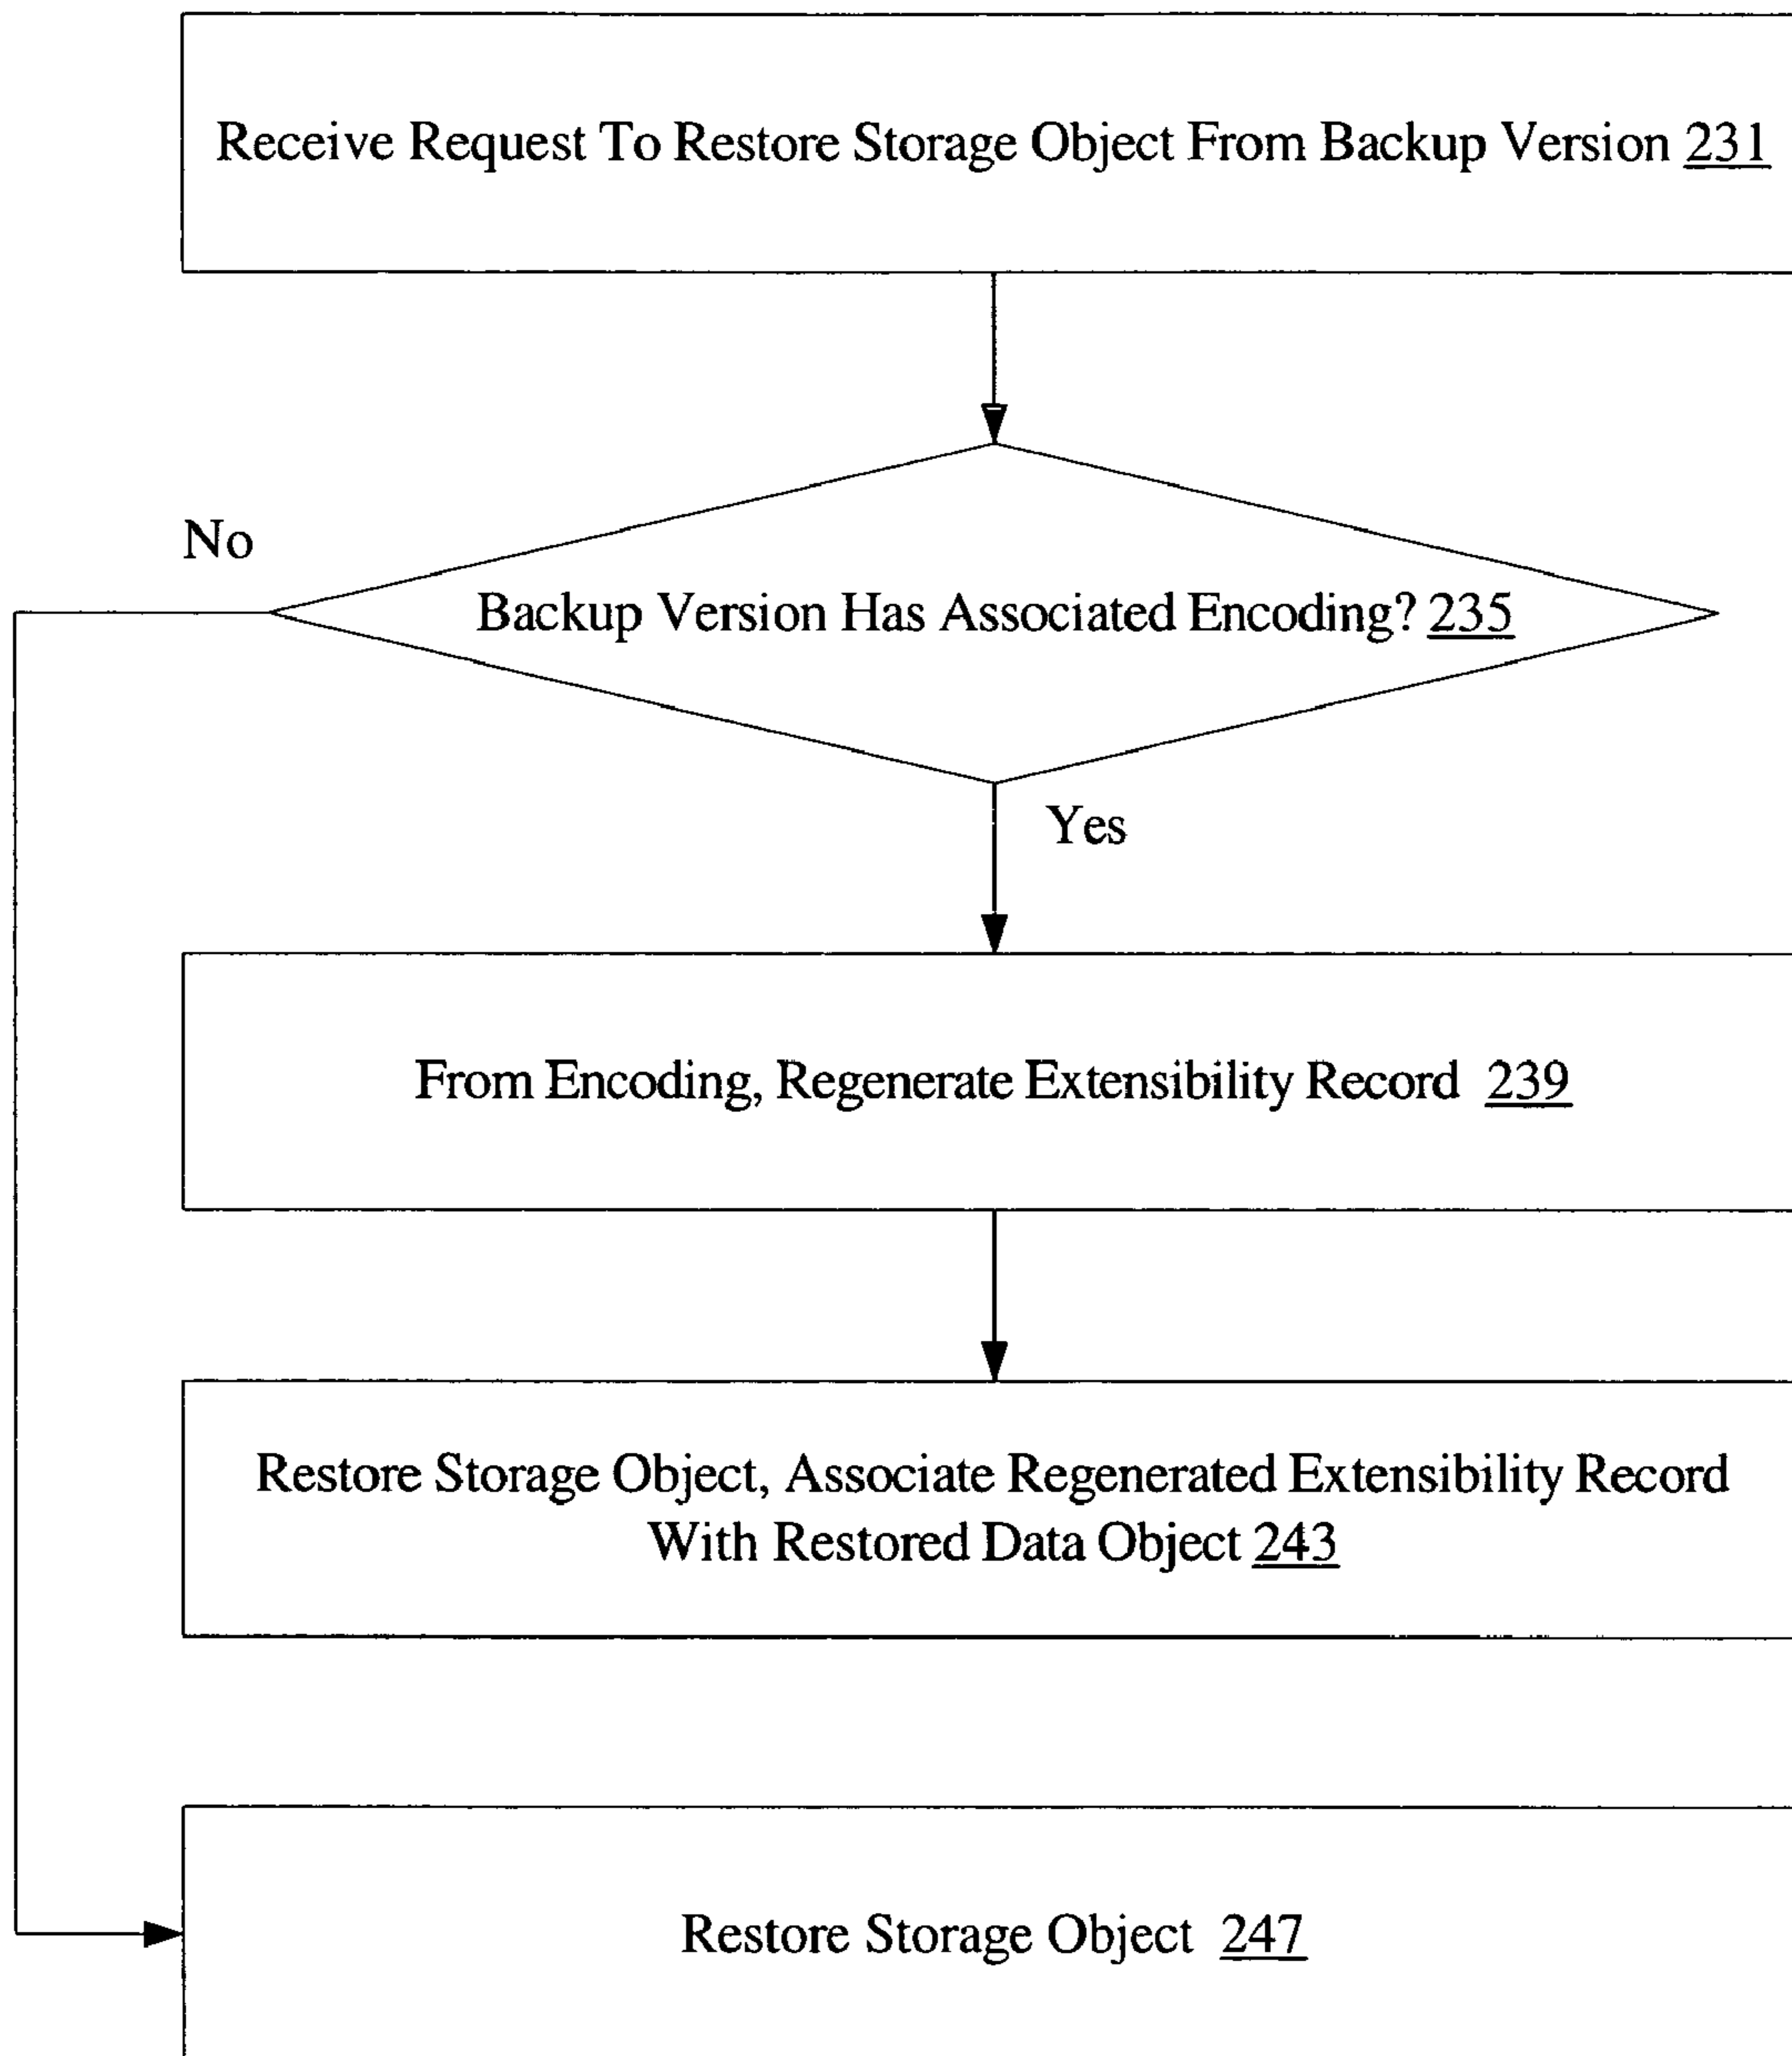 Receive Request To Restore Storage Object From Backup Version 231
No
Backup Version Has Associated Encoding? 235
Yes
From Encoding, Regenerate Extensibility Record 239
Restore Storage Object, Associate Regenerated Extensibility Record
With Restored Data Object 243
Restore Storage Object 247